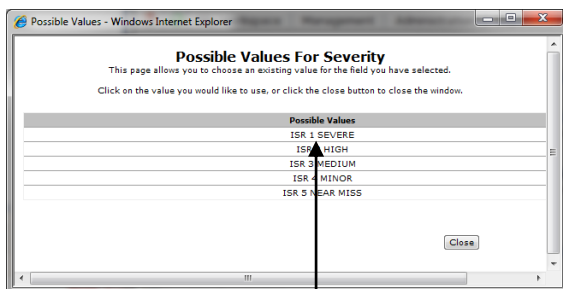 Possible Values - Windows Internet Explorer
Possible Values For Severity
This page allows you to choose an existing value for the field you have selected.
Click on the value you would like to use, or click the close button to close the window.
Possible Values
ISR 1 SEVERE
ISR HIGH
ISR 3 MEDIUM
ISR 4 MINOR
ISR 5 NEAR MISS
Close